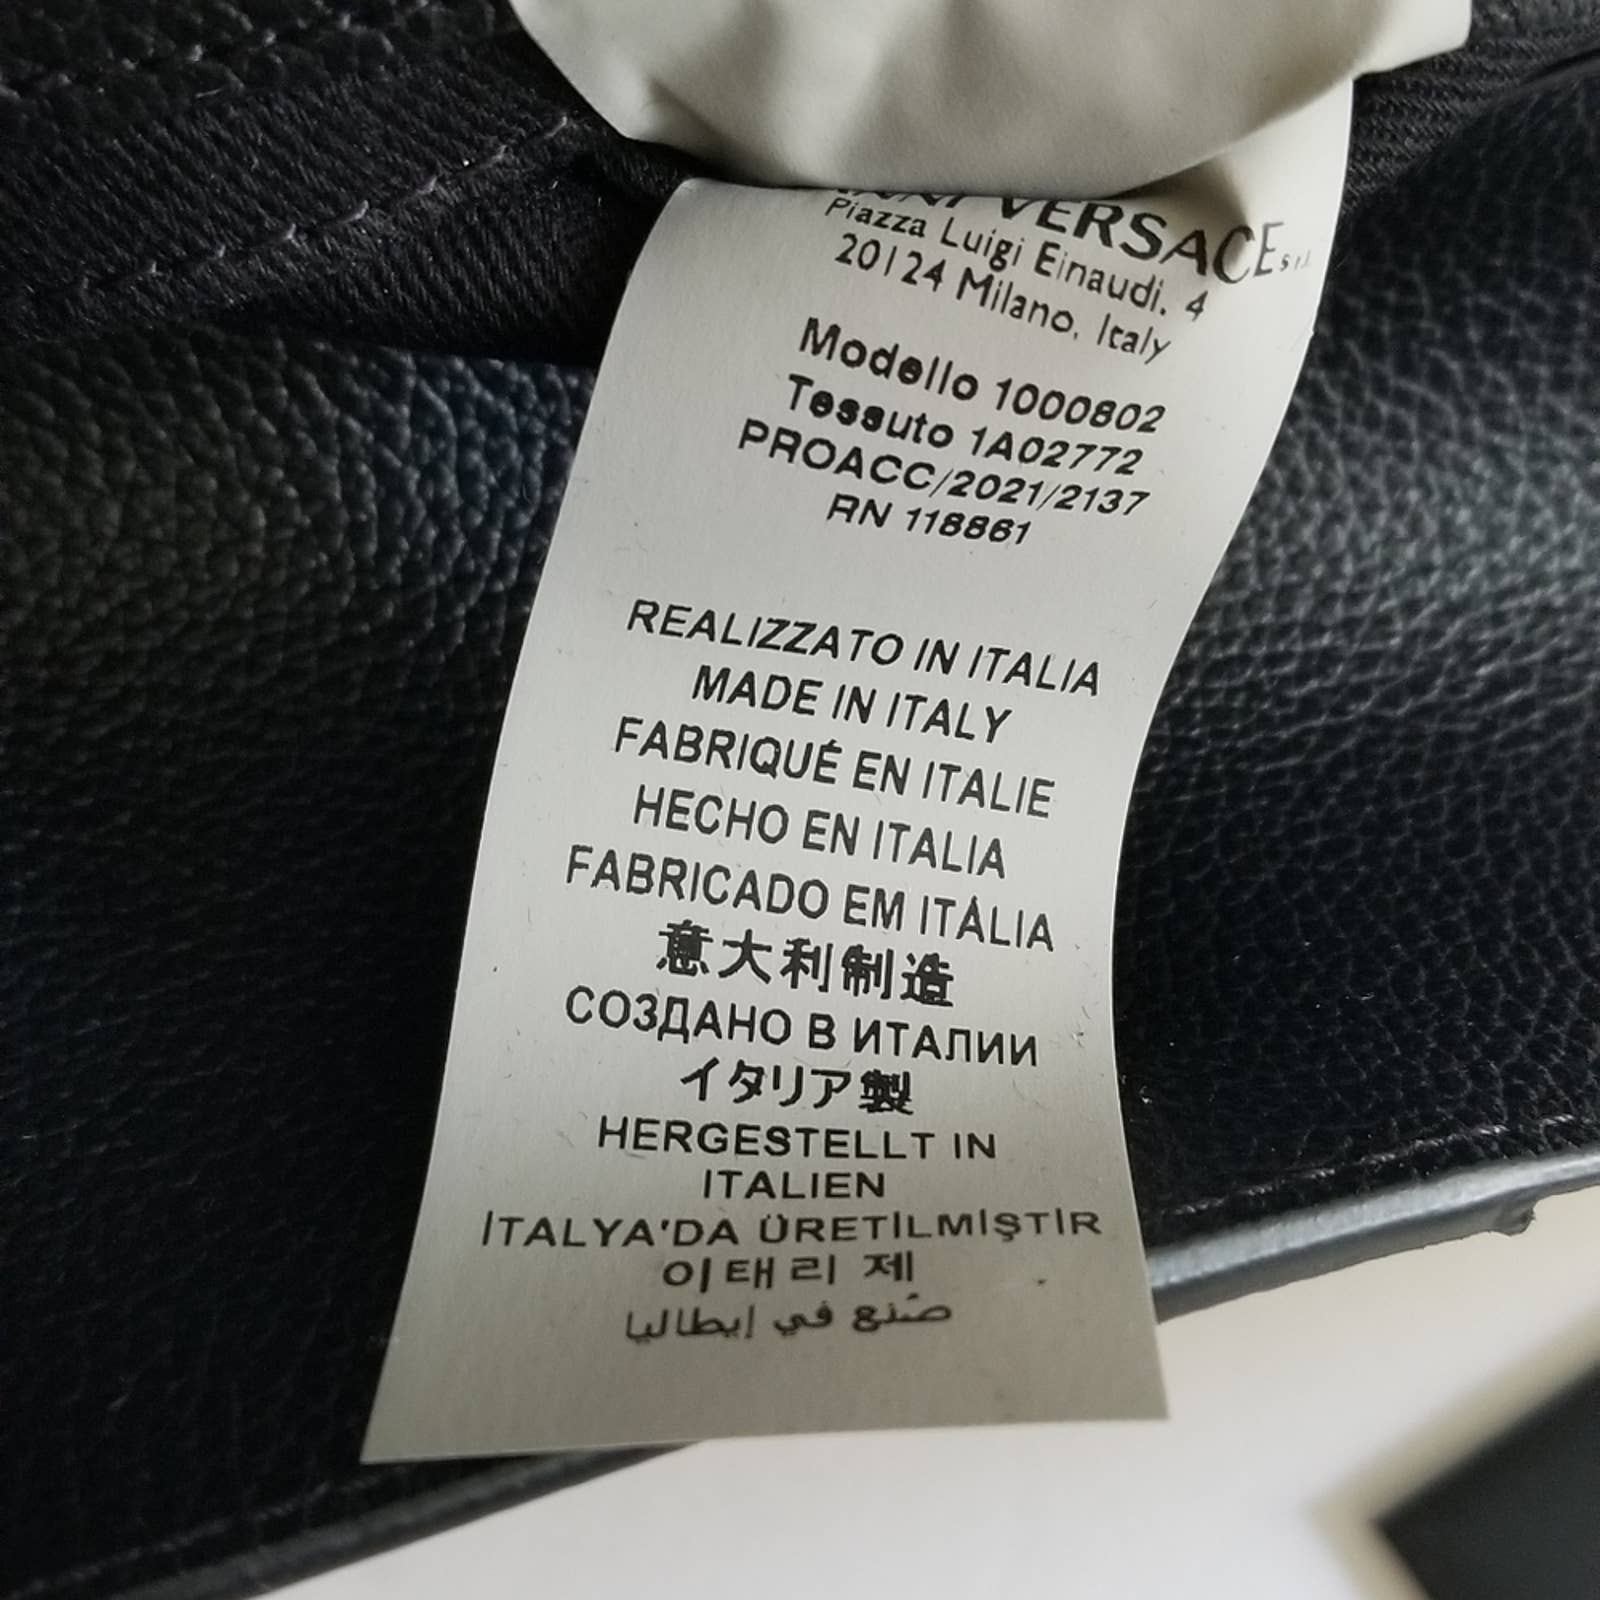 VERSACE s.r.l.
Piazza Luigi Einaudi, 4
20124 Milano, Italy
Modello 1000802
Tessuto 1A02772
PROACC/2021/2137
RN 118861
REALIZZATO IN ITALIA
MADE IN ITALY
FABRIQUÉ EN ITALIE
HECHO EN ITALIA
FABRICADO EM ITÁLIA
意大利制造
СОЗДАНО В ИТАЛИИ
イタリア製
HERGESTELLT IN
ITALIEN
İTALYA'DA ÜRETİLMİŞTİR
이태리 제
صُنع في إيطاليا